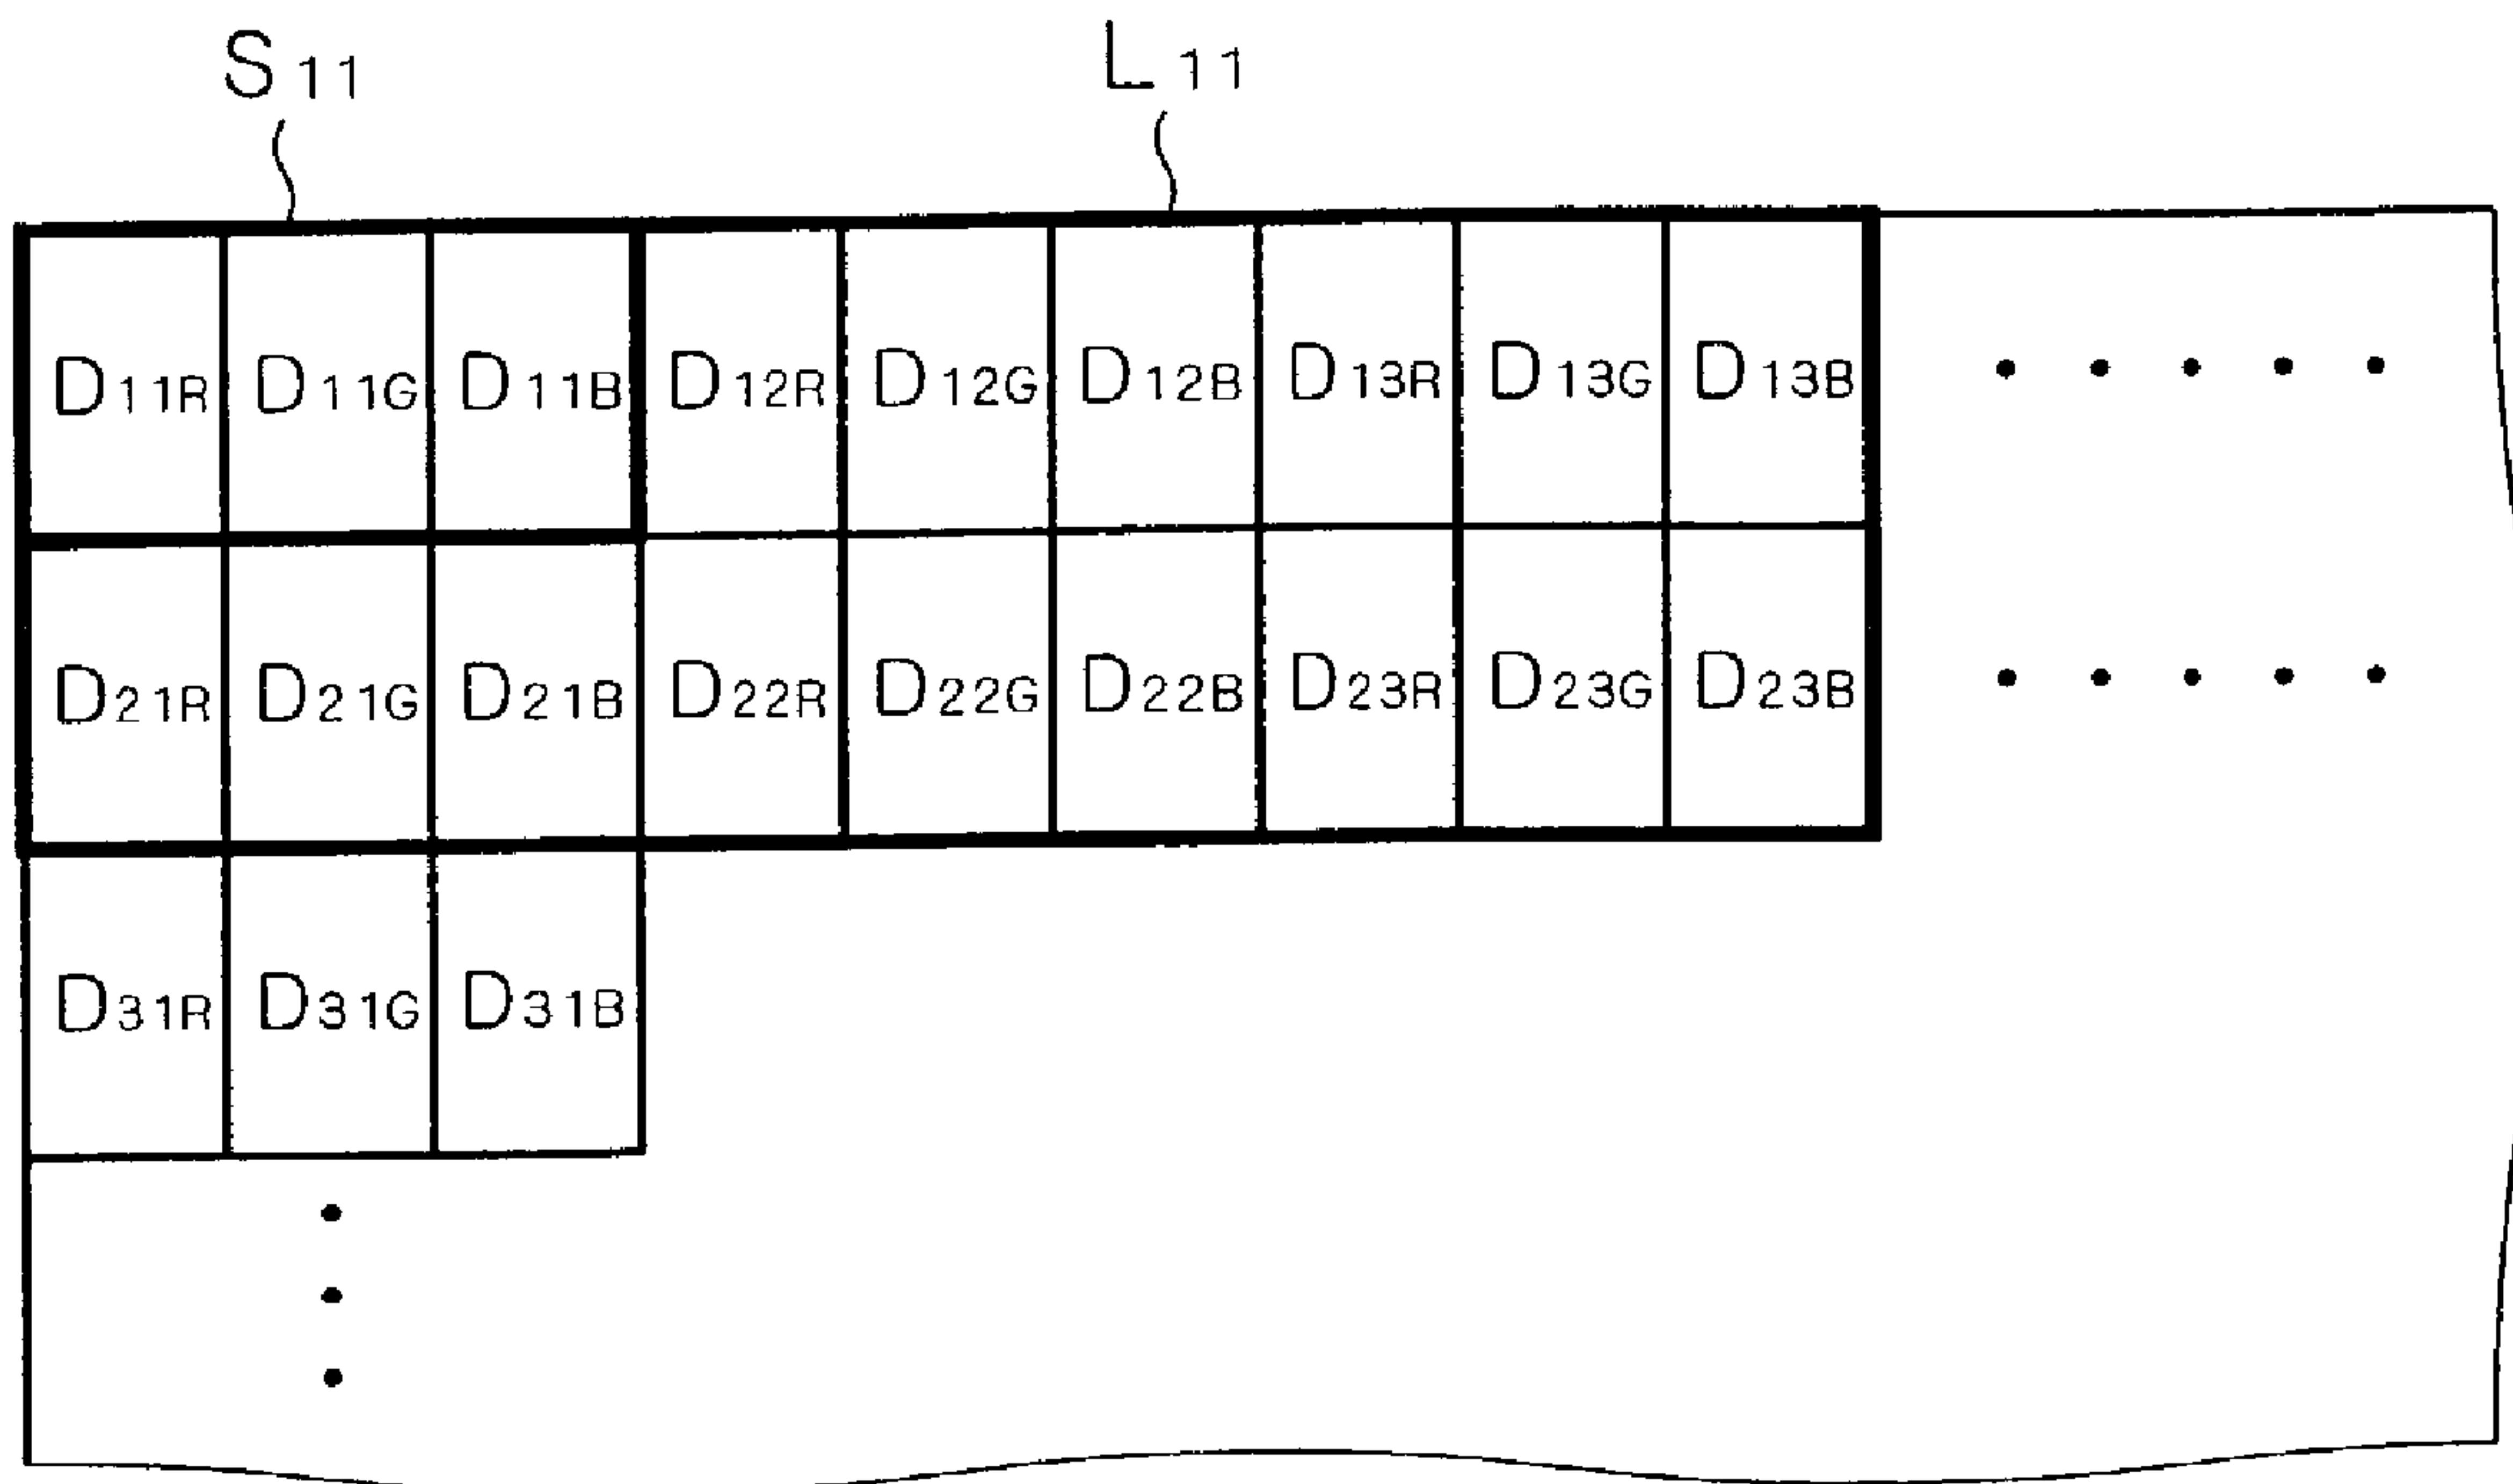 S11 L11
D11R D11G D11B D12R D12G D12B D13R D13G D13B • • • • •
D21R D21G D21B D22R D22G D22B D23R D23G D23B • • • • •
D31R D31G D31B
•
•
•